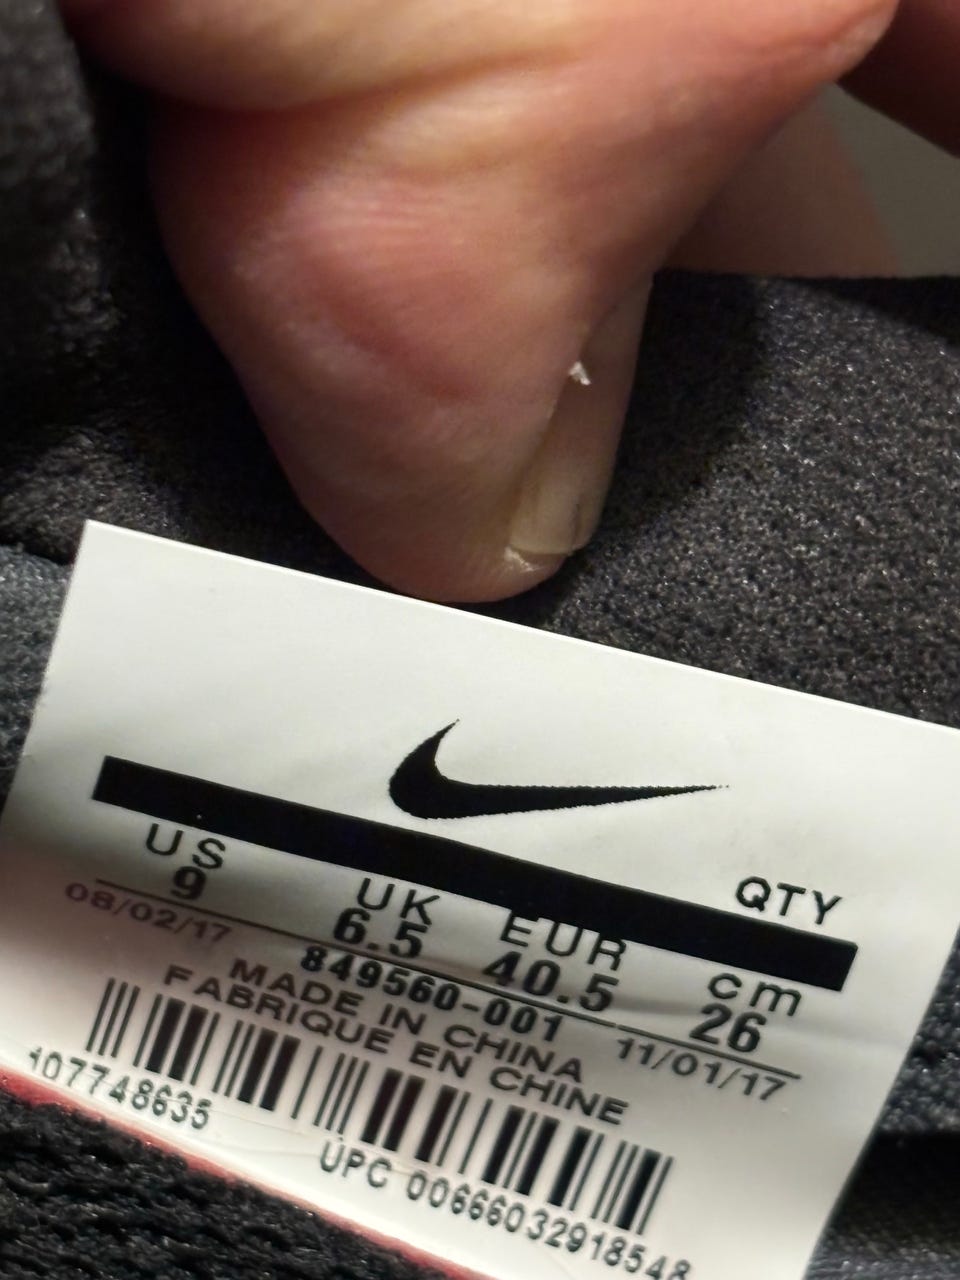 QTY
US UK EUR cm
9 6.5 40.5 26
08/02/17 849560-001 11/01/17
MADE IN CHINA
FABRIQUE EN CHINE
107748635
UPC 00666032918548